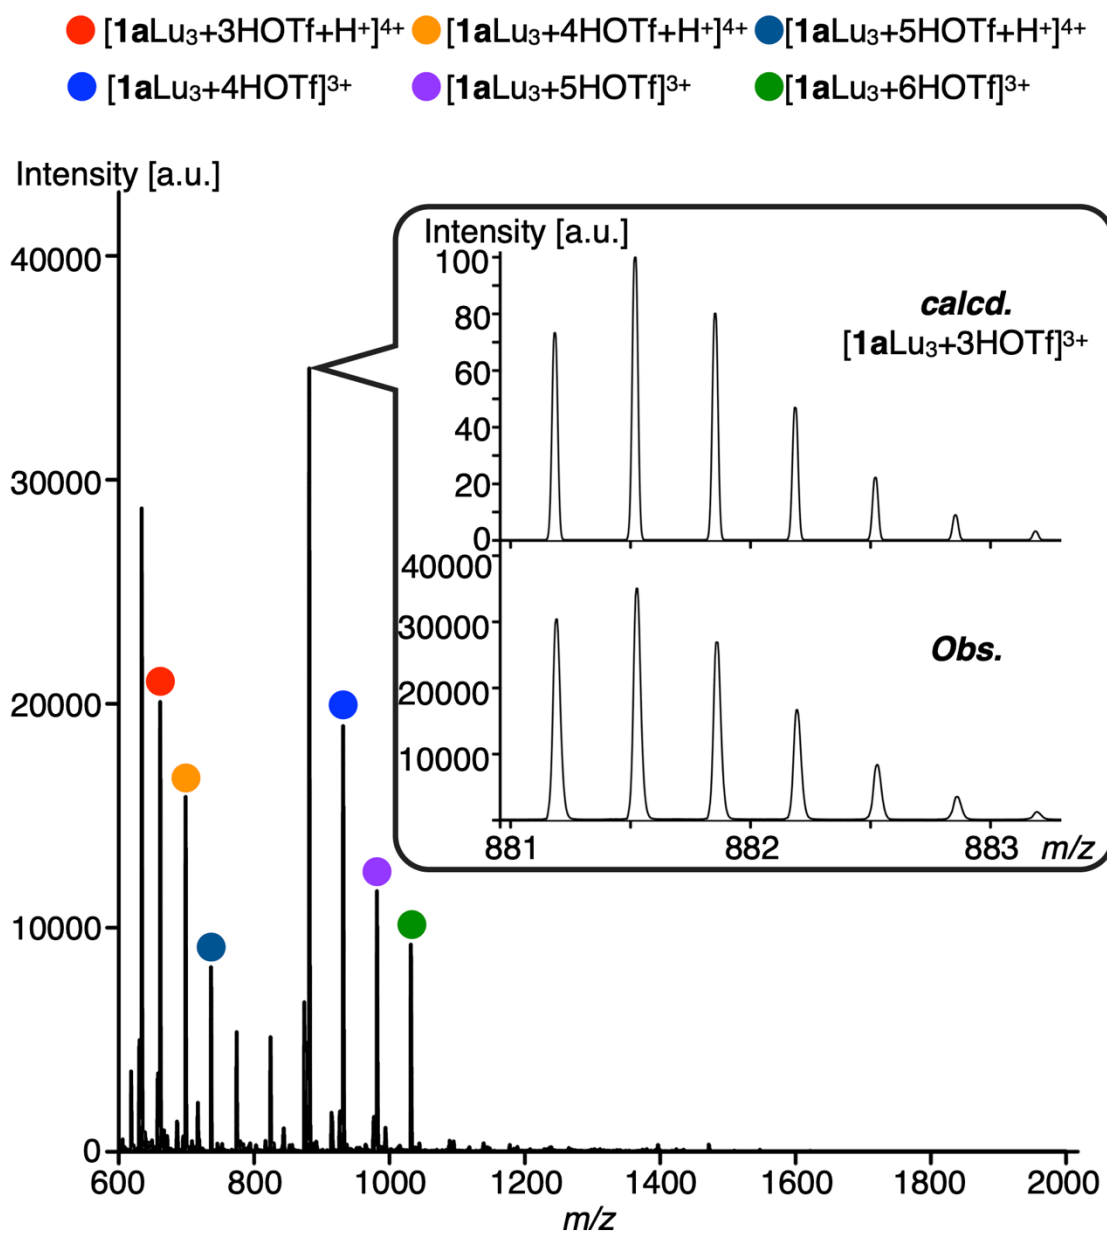 [1aLu₃+3HOTf+H⁺]⁴⁺ [1aLu₃+4HOTf+H⁺]⁴⁺ [1aLu₃+5HOTf+H⁺]⁴⁺
[1aLu₃+4HOTf]³⁺ [1aLu₃+5HOTf]³⁺ [1aLu₃+6HOTf]³⁺
Intensity [a.u.]
40000
30000
20000
10000
0
600 800 1000 1200 1400 1600 1800 2000
m/z
Intensity [a.u.]
100
80
60
40
20
0
calcd.
[1aLu₃+3HOTf]³⁺
40000
30000
20000
10000
Obs.
881 882 883 m/z